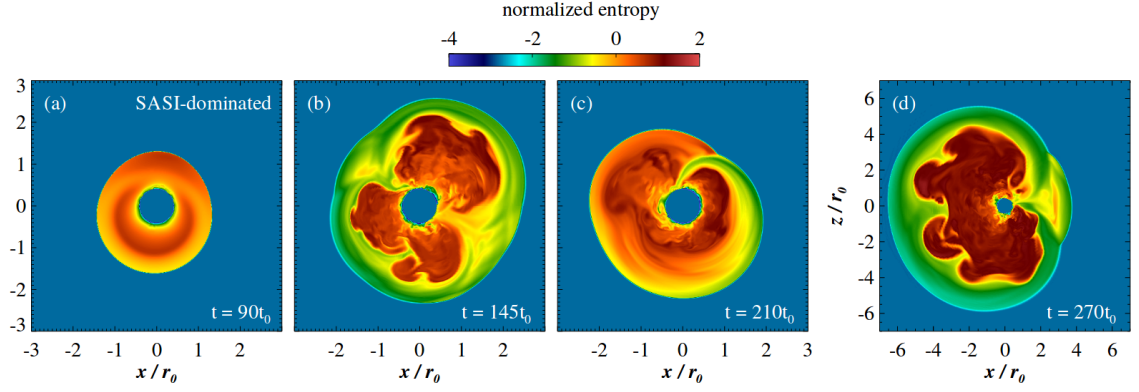 normalized entropy
-4 -2 0 2
(a) SASI-dominated
t = 90t₀
(b)
t = 145t₀
(c)
t = 210t₀
(d)
t = 270t₀
3
2
1
0
-1
-2
-3
-3 -2 -1 0 1 2
x / r₀
-2 -1 0 1 2
x / r₀
-2 -1 0 1 2 3
x / r₀
z / r₀
6
4
2
0
-2
-4
-6
-6 -4 -2 0 2 4 6
x / r₀